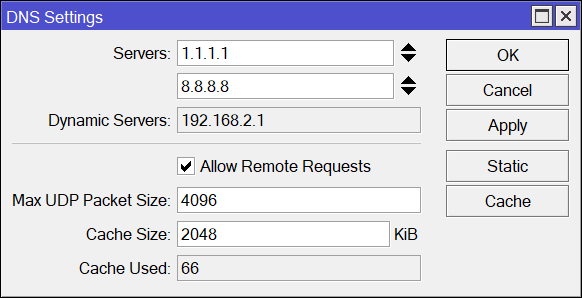 DNS Settings
Servers: 1.1.1.1
8.8.8.8
Dynamic Servers: 192.168.2.1
Allow Remote Requests
Max UDP Packet Size: 4096
Cache Size: 2048 KiB
Cache Used: 66
OK
Cancel
Apply
Static
Cache